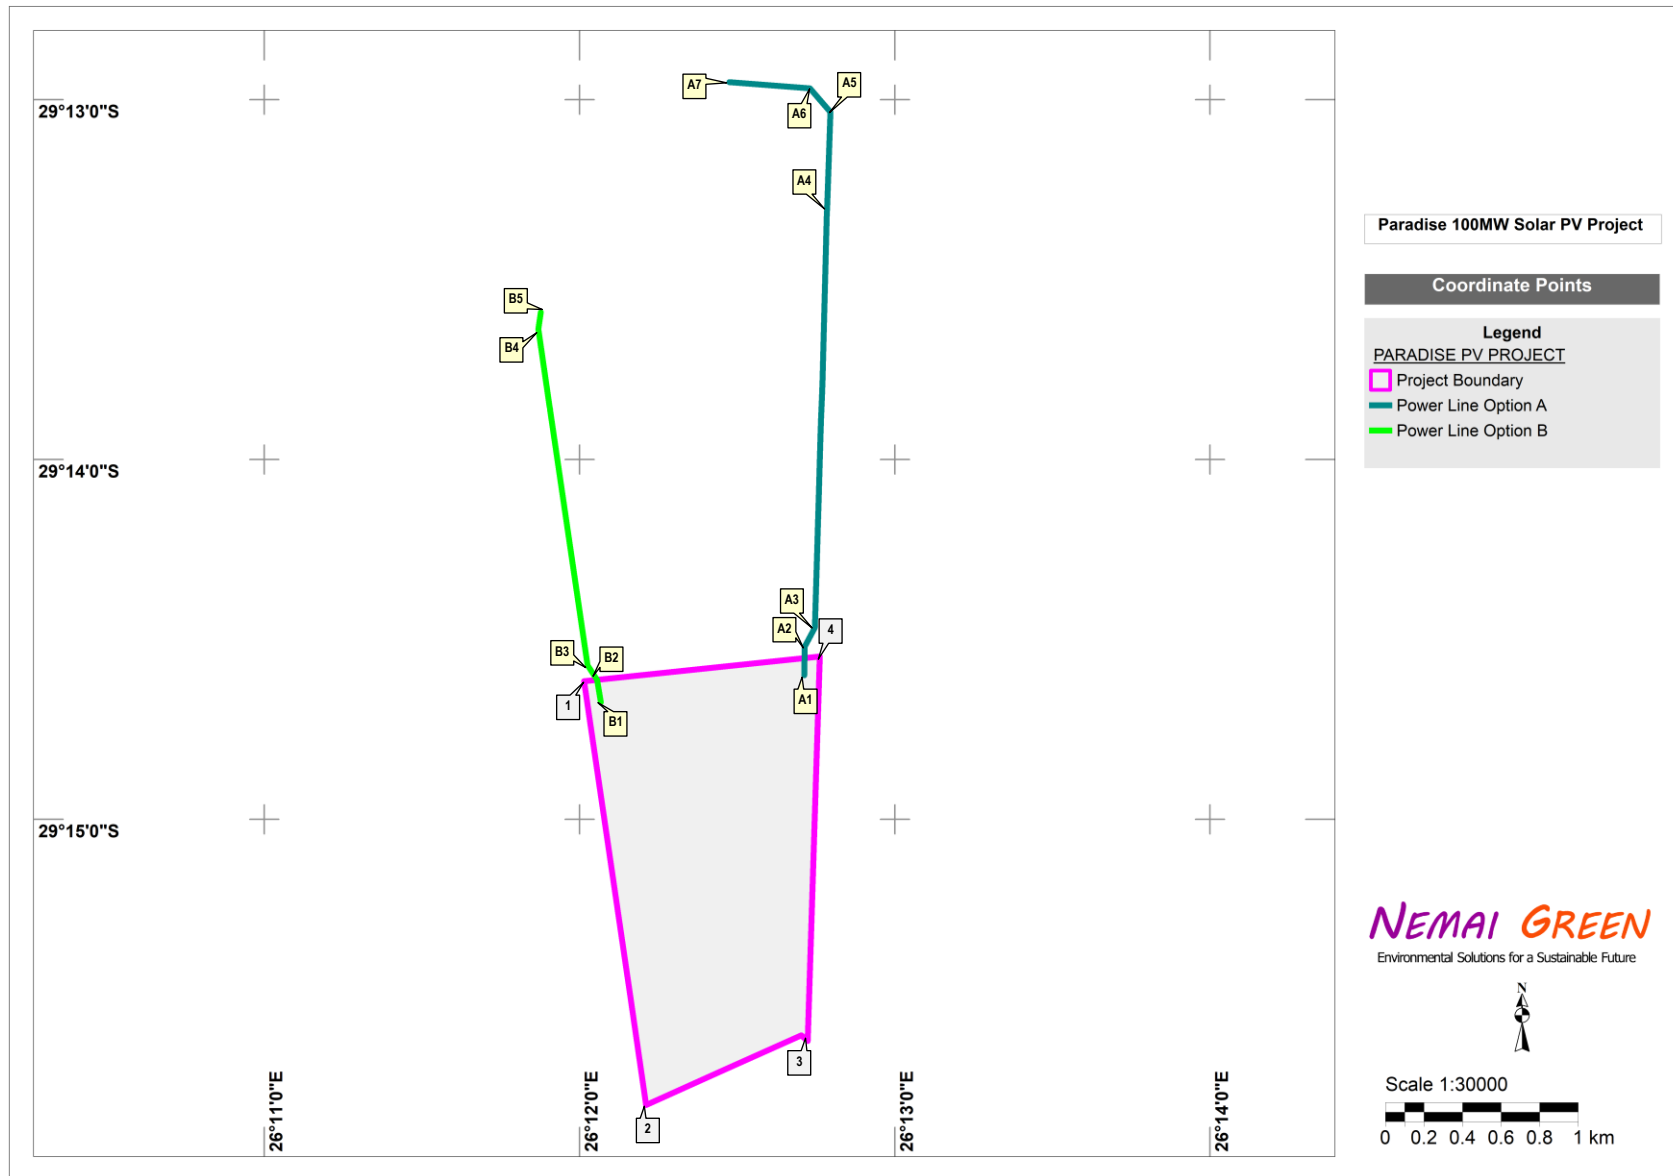 29°13'0"S
29°14'0"S
29°15'0"S
26°11'0"E
26°12'0"E
26°13'0"E
26°14'0"E
A7
A6
A5
A4
B5
B4
A3
A2
4
B3
B2
1
B1
A1
3
2
Paradise 100MW Solar PV Project
Coordinate Points
Legend
PARADISE PV PROJECT
Project Boundary
Power Line Option A
Power Line Option B
NEMAI GREEN
Environmental Solutions for a Sustainable Future
N
Scale 1:30000
0 0.2 0.4 0.6 0.8 1 km